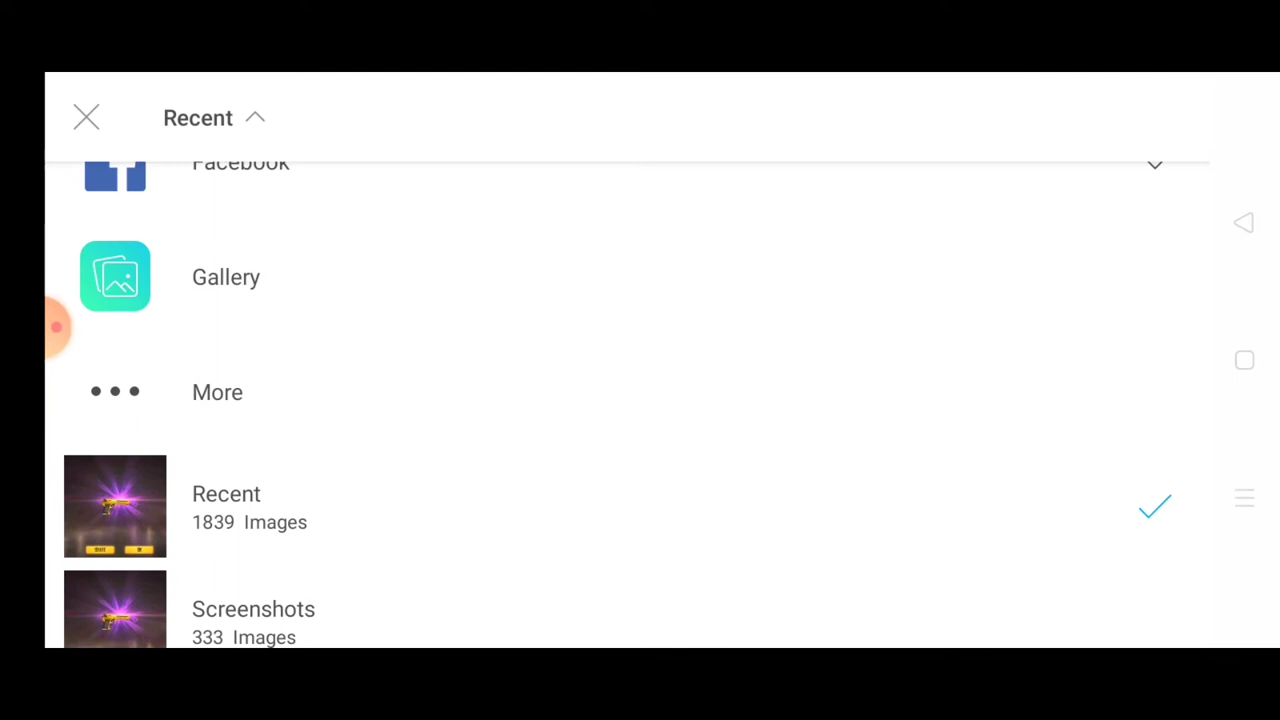 Recent
Facebook
Gallery
More
Recent
1839 Images
Screenshots
333 Images